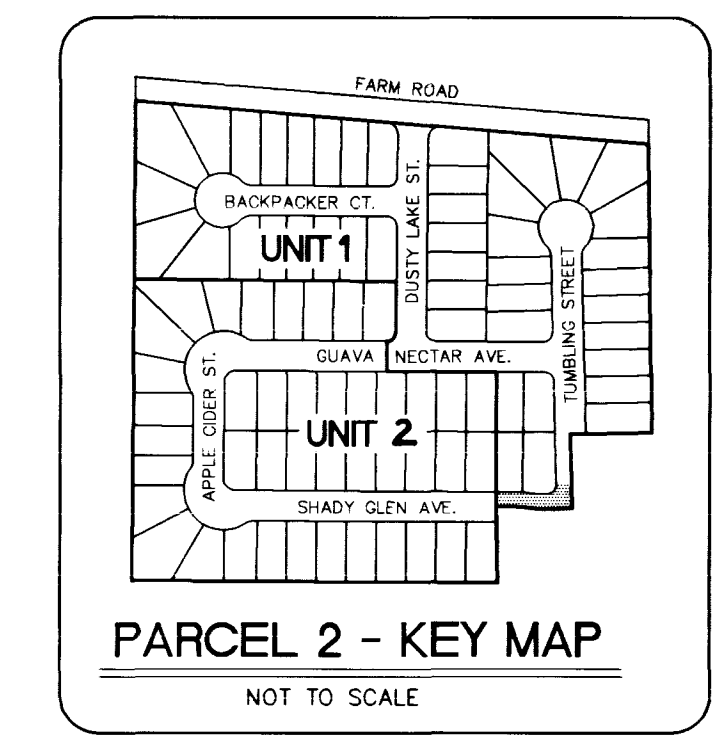 FARM ROAD
BACKPACKER CT.
UNIT 1
DUSTY LAKE ST.
TUMBLING STREET
GUAVA NECTAR AVE.
APPLE CIDER ST.
UNIT 2
SHADY GLEN AVE.
PARCEL 2 - KEY MAP
NOT TO SCALE